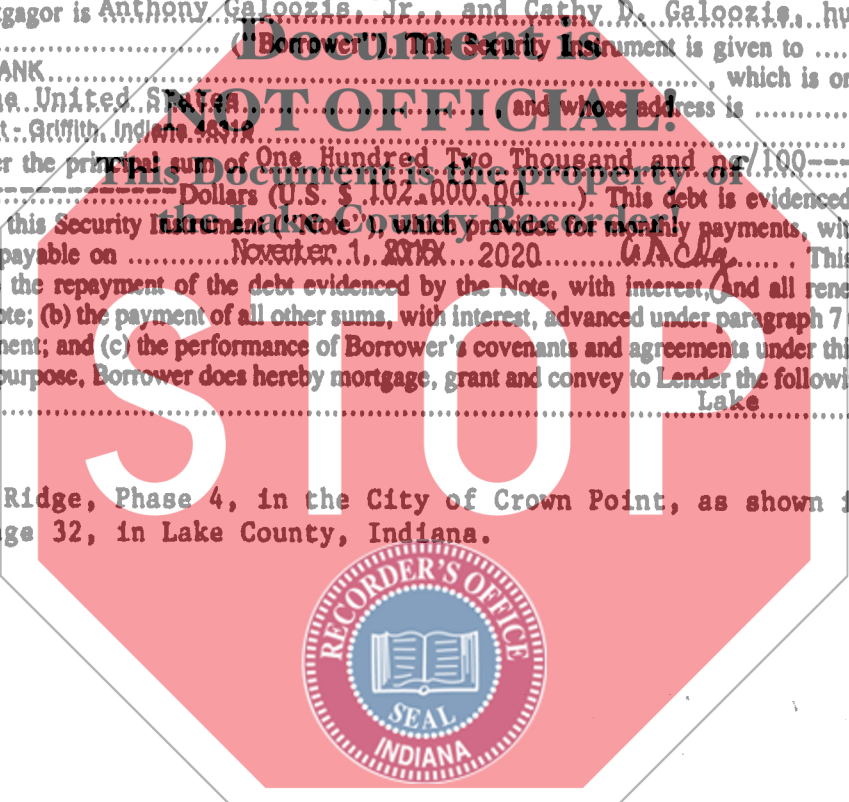 gagor is Anthony Galoozis, Jr., and Cathy D. Galoozis, hu
Document is
("Borrower"). This Security Instrument is given to
ANK , which is or
e United States , and whose address is
NOT OFFICIAL!
t - Griffith, Indiana 46319
r the principal sum of One Hundred Two Thousand and no/100----
This Document is the property of
Dollars (U.S. $ 102,000.00 ). This debt is evidenced
the Lake County Recorder!
this Security Instrument ("Note"), which provides for monthly payments, wit
payable on November 1, 2020 This
the repayment of the debt evidenced by the Note, with interest, and all rene
te; (b) the payment of all other sums, with interest, advanced under paragraph 7
ent; and (c) the performance of Borrower's covenants and agreements under thi
purpose, Borrower does hereby mortgage, grant and convey to Lender the followi
Lake
STOP
Ridge, Phase 4, in the City of Crown Point, as shown i
ge 32, in Lake County, Indiana.
RECORDER'S OFFICE
SEAL
INDIANA